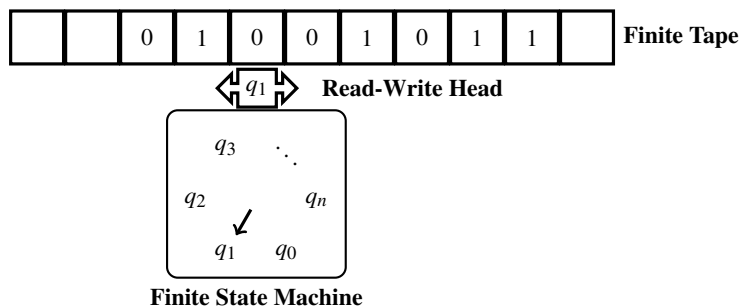 0 1 0 0 1 0 1 1 Finite Tape
q1 Read-Write Head
q3 ⋱
q2 qn
q1 q0
Finite State Machine